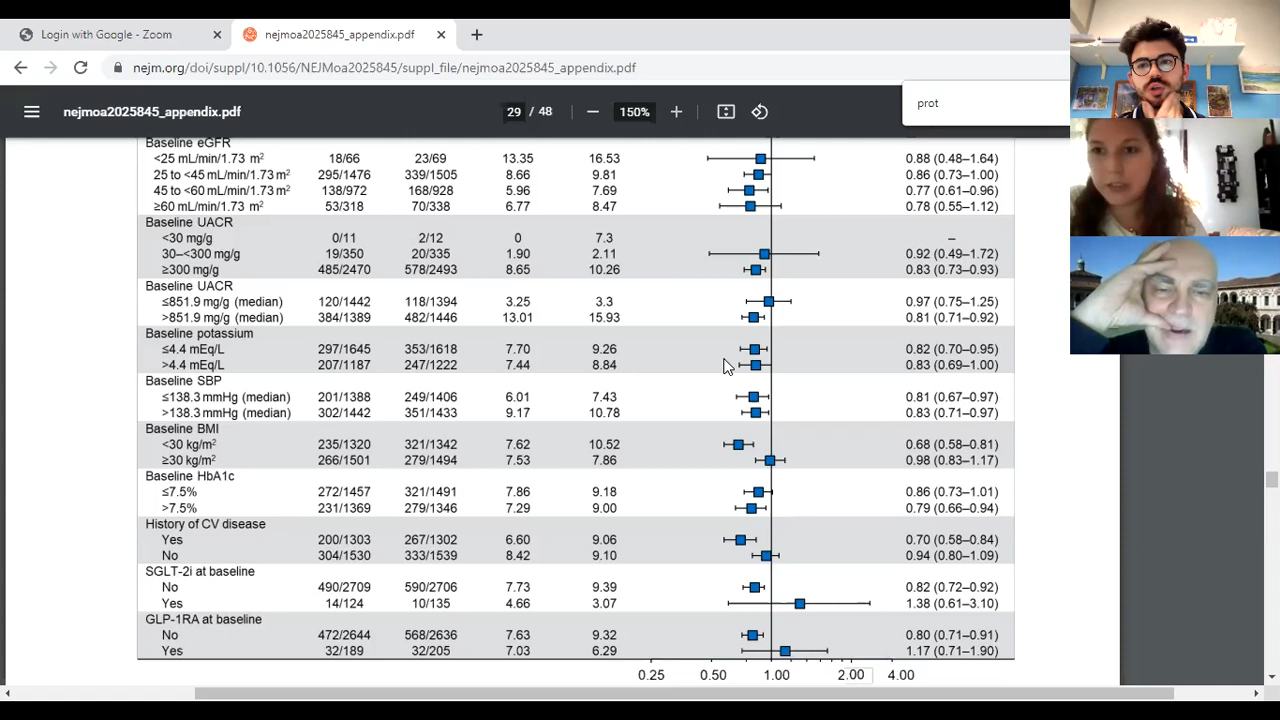 Login with Google - Zoom
nejmoa2025845_appendix.pdf
nejm.org/doi/suppl/10.1056/NEJMoa2025845/suppl_file/nejmoa2025845_appendix.pdf
nejmoa2025845_appendix.pdf 29 / 48 150%
prot
Baseline eGFR
<25 mL/min/1.73 m² 18/66 23/69 13.35 16.53 0.88 (0.48–1.64)
25 to <45 mL/min/1.73 m² 295/1476 339/1505 8.66 9.81 0.86 (0.73–1.00)
45 to <60 mL/min/1.73 m² 138/972 168/928 5.96 7.69 0.77 (0.61–0.96)
≥60 mL/min/1.73 m² 53/318 70/338 6.77 8.47 0.78 (0.55–1.12)
Baseline UACR
<30 mg/g 0/11 2/12 0 7.3 –
30–<300 mg/g 19/350 20/335 1.90 2.11 0.92 (0.49–1.72)
≥300 mg/g 485/2470 578/2493 8.65 10.26 0.83 (0.73–0.93)
Baseline UACR
≤851.9 mg/g (median) 120/1442 118/1394 3.25 3.3 0.97 (0.75–1.25)
>851.9 mg/g (median) 384/1389 482/1446 13.01 15.93 0.81 (0.71–0.92)
Baseline potassium
≤4.4 mEq/L 297/1645 353/1618 7.70 9.26 0.82 (0.70–0.95)
>4.4 mEq/L 207/1187 247/1222 7.44 8.84 0.83 (0.69–1.00)
Baseline SBP
≤138.3 mmHg (median) 201/1388 249/1406 6.01 7.43 0.81 (0.67–0.97)
>138.3 mmHg (median) 302/1442 351/1433 9.17 10.78 0.83 (0.71–0.97)
Baseline BMI
<30 kg/m² 235/1320 321/1342 7.62 10.52 0.68 (0.58–0.81)
≥30 kg/m² 266/1501 279/1494 7.53 7.86 0.98 (0.83–1.17)
Baseline HbA1c
≤7.5% 272/1457 321/1491 7.86 9.18 0.86 (0.73–1.01)
>7.5% 231/1369 279/1346 7.29 9.00 0.79 (0.66–0.94)
History of CV disease
Yes 200/1303 267/1302 6.60 9.06 0.70 (0.58–0.84)
No 304/1530 333/1539 8.42 9.10 0.94 (0.80–1.09)
SGLT-2i at baseline
No 490/2709 590/2706 7.73 9.39 0.82 (0.72–0.92)
Yes 14/124 10/135 4.66 3.07 1.38 (0.61–3.10)
GLP-1RA at baseline
No 472/2644 568/2636 7.63 9.32 0.80 (0.71–0.91)
Yes 32/189 32/205 7.03 6.29 1.17 (0.71–1.90)
0.25 0.50 1.00 2.00 4.00